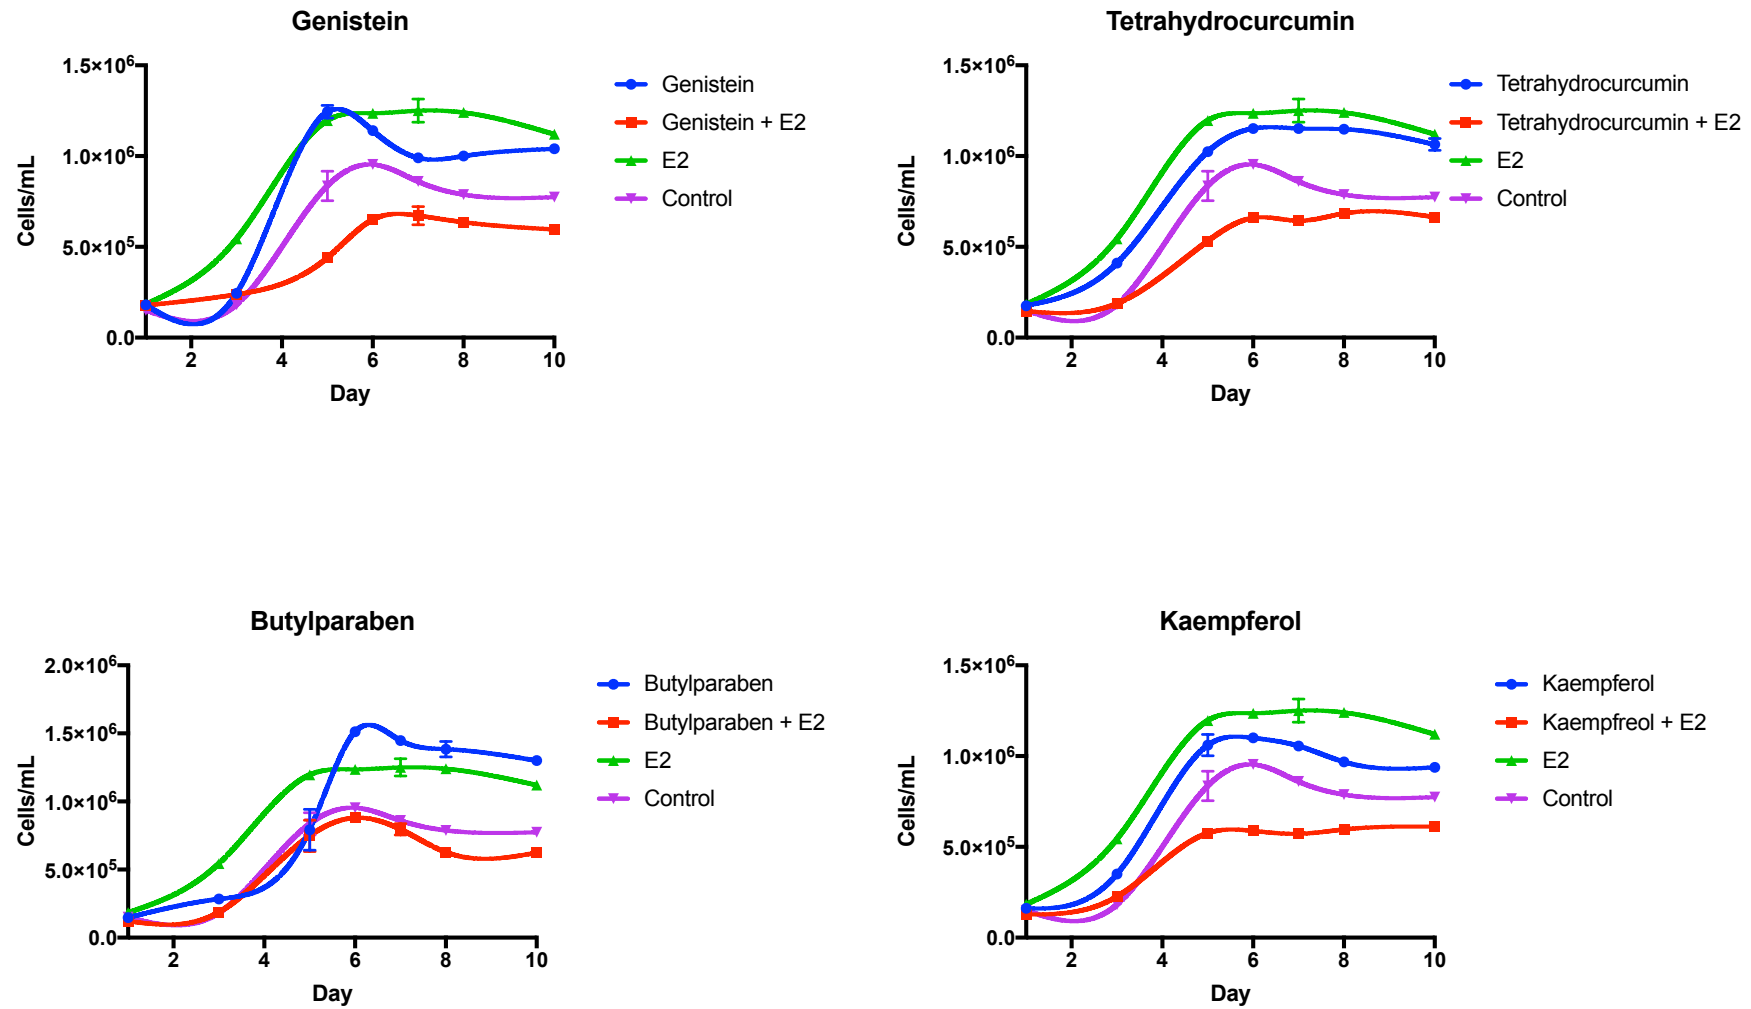 Genistein
1.5×10⁶
1.0×10⁶
5.0×10⁵
0.0
Cells/mL
2 4 6 8 10
Day
Genistein
Genistein + E2
E2
Control
Tetrahydrocurcumin
1.5×10⁶
1.0×10⁶
5.0×10⁵
0.0
Cells/mL
2 4 6 8 10
Day
Tetrahydrocurcumin
Tetrahydrocurcumin + E2
E2
Control
Butylparaben
2.0×10⁶
1.5×10⁶
1.0×10⁶
5.0×10⁵
0.0
Cells/mL
2 4 6 8 10
Day
Butylparaben
Butylparaben + E2
E2
Control
Kaempferol
1.5×10⁶
1.0×10⁶
5.0×10⁵
0.0
Cells/mL
2 4 6 8 10
Day
Kaempferol
Kaempfreol + E2
E2
Control